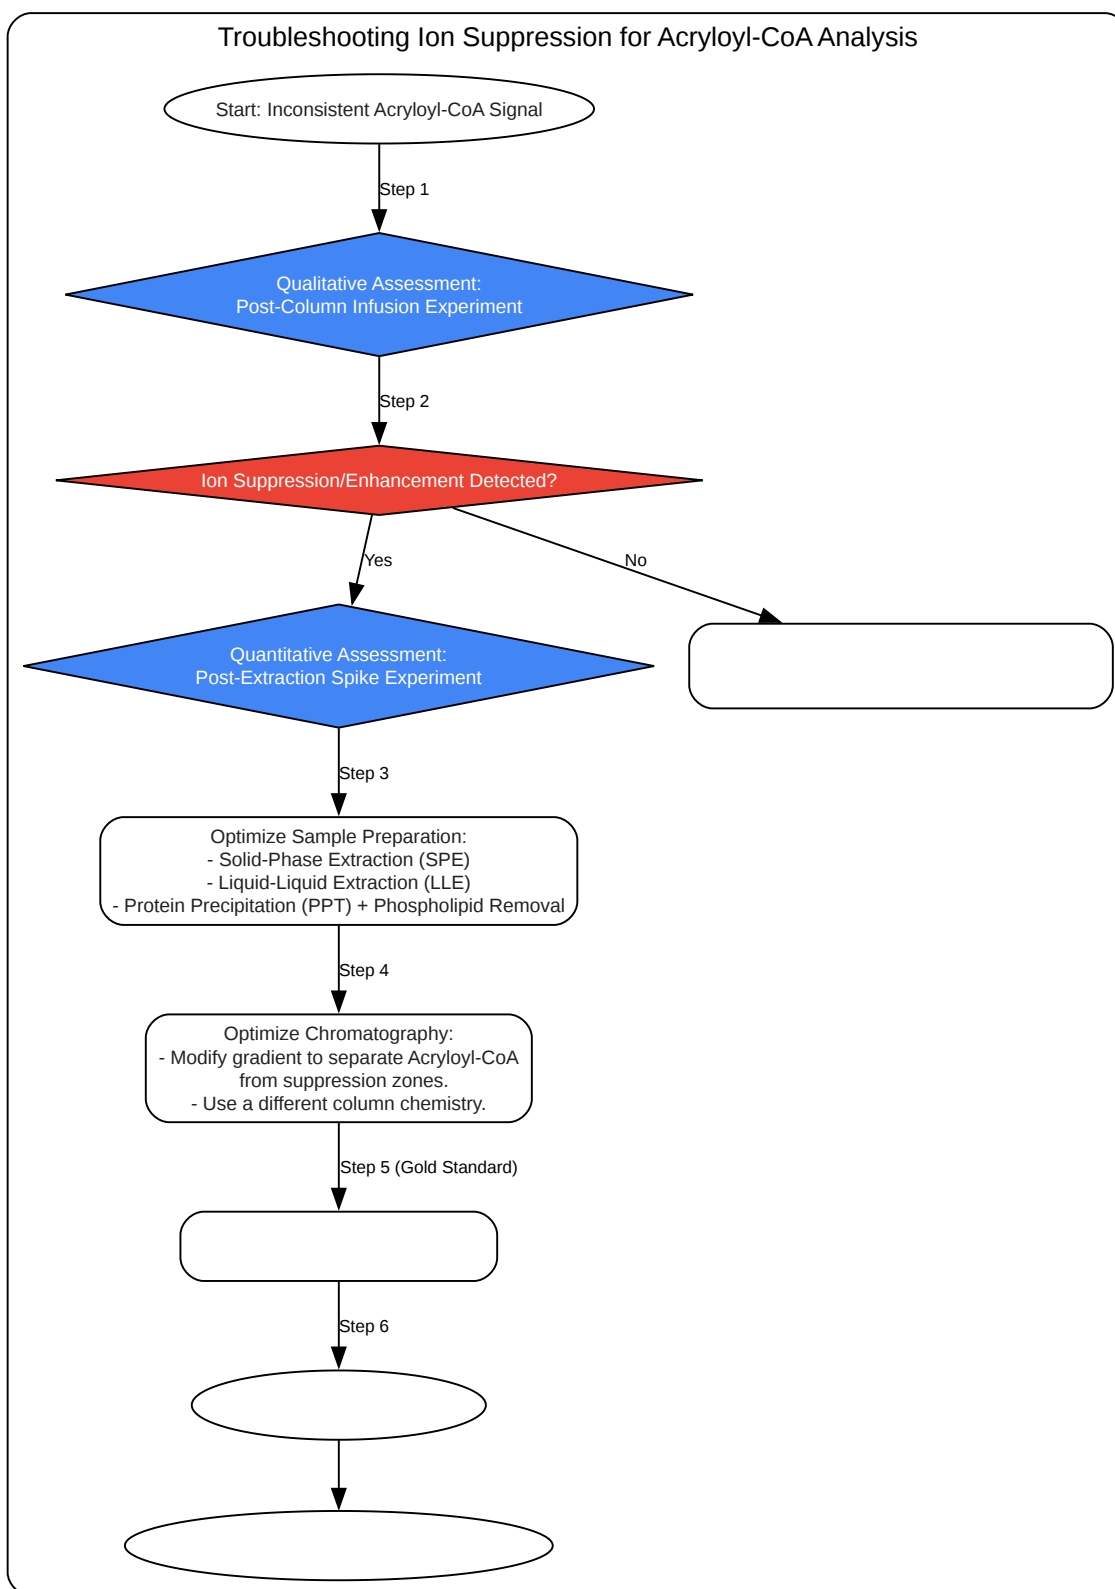 Troubleshooting Ion Suppression for Acryloyl-CoA Analysis
Start: Inconsistent Acryloyl-CoA Signal
Step 1
Qualitative Assessment:
Post-Column Infusion Experiment
Step 2
Ion Suppression/Enhancement Detected?
Yes
No
Quantitative Assessment:
Post-Extraction Spike Experiment
Step 3
Optimize Sample Preparation:
- Solid-Phase Extraction (SPE)
- Liquid-Liquid Extraction (LLE)
- Protein Precipitation (PPT) + Phospholipid Removal
Step 4
Optimize Chromatography:
- Modify gradient to separate Acryloyl-CoA
from suppression zones.
- Use a different column chemistry.
Step 5 (Gold Standard)
Step 6